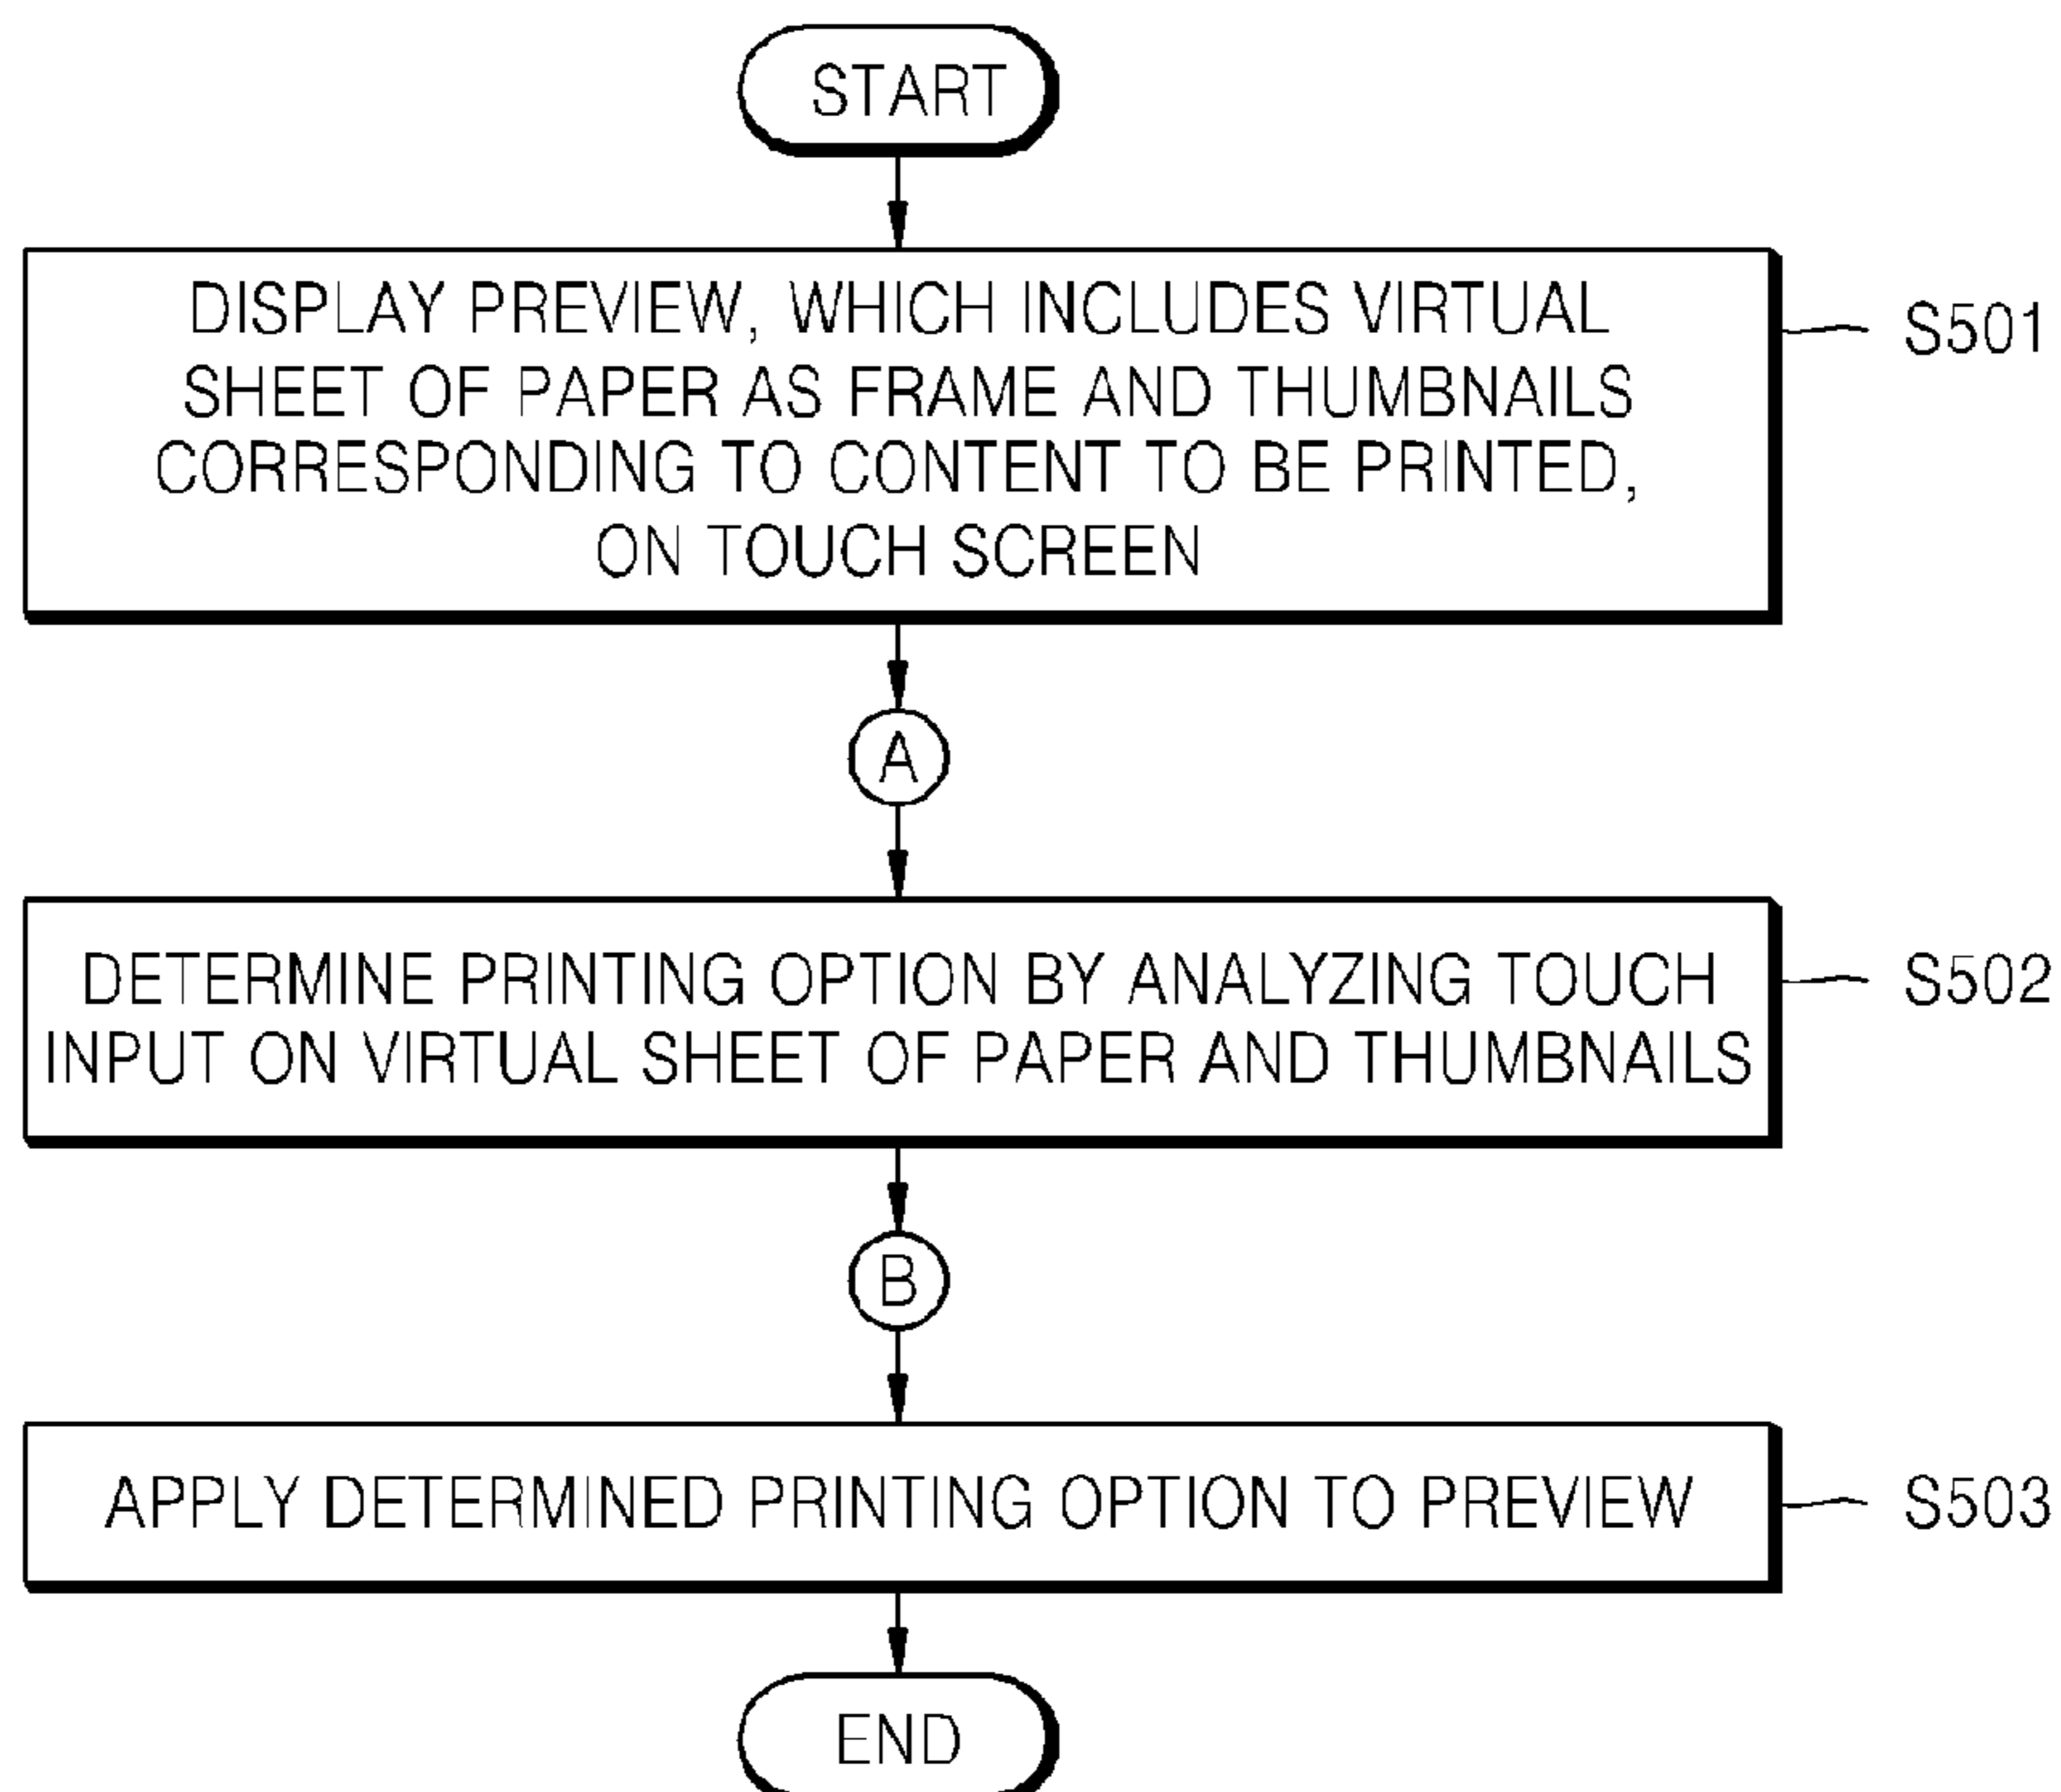 START
DISPLAY PREVIEW, WHICH INCLUDES VIRTUAL
SHEET OF PAPER AS FRAME AND THUMBNAILS
CORRESPONDING TO CONTENT TO BE PRINTED,
ON TOUCH SCREEN
S501
A
DETERMINE PRINTING OPTION BY ANALYZING TOUCH
INPUT ON VIRTUAL SHEET OF PAPER AND THUMBNAILS
S502
B
APPLY DETERMINED PRINTING OPTION TO PREVIEW
S503
END